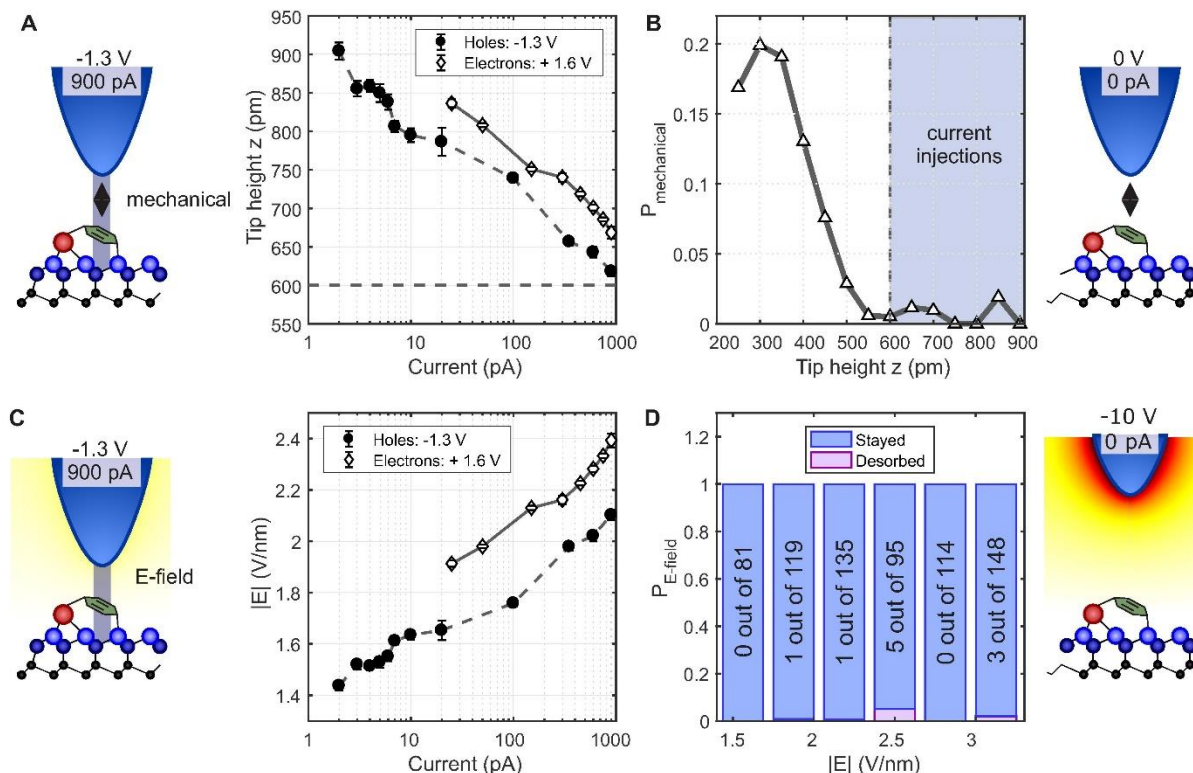 A
-1.3 V
900 pA
mechanical
Tip height z (pm)
950
900
850
800
750
700
650
600
550
Holes: -1.3 V
Electrons: + 1.6 V
1
10
100
1000
Current (pA)
B
P mechanical
0.2
0.15
0.1
0.05
0
current
injections
200
300
400
500
600
700
800
900
Tip height z (pm)
0 V
0 pA
C
-1.3 V
900 pA
E-field
|E| (V/nm)
2.4
2.2
2.0
1.8
1.6
1.4
Holes: -1.3 V
Electrons: + 1.6 V
1
10
100
1000
Current (pA)
D
P E-field
1.2
1
0.8
0.6
0.4
0.2
0
Stayed
Desorbed
0 out of 81
1 out of 119
1 out of 135
5 out of 95
0 out of 114
3 out of 148
1.5
2
2.5
3
|E| (V/nm)
-10 V
0 pA